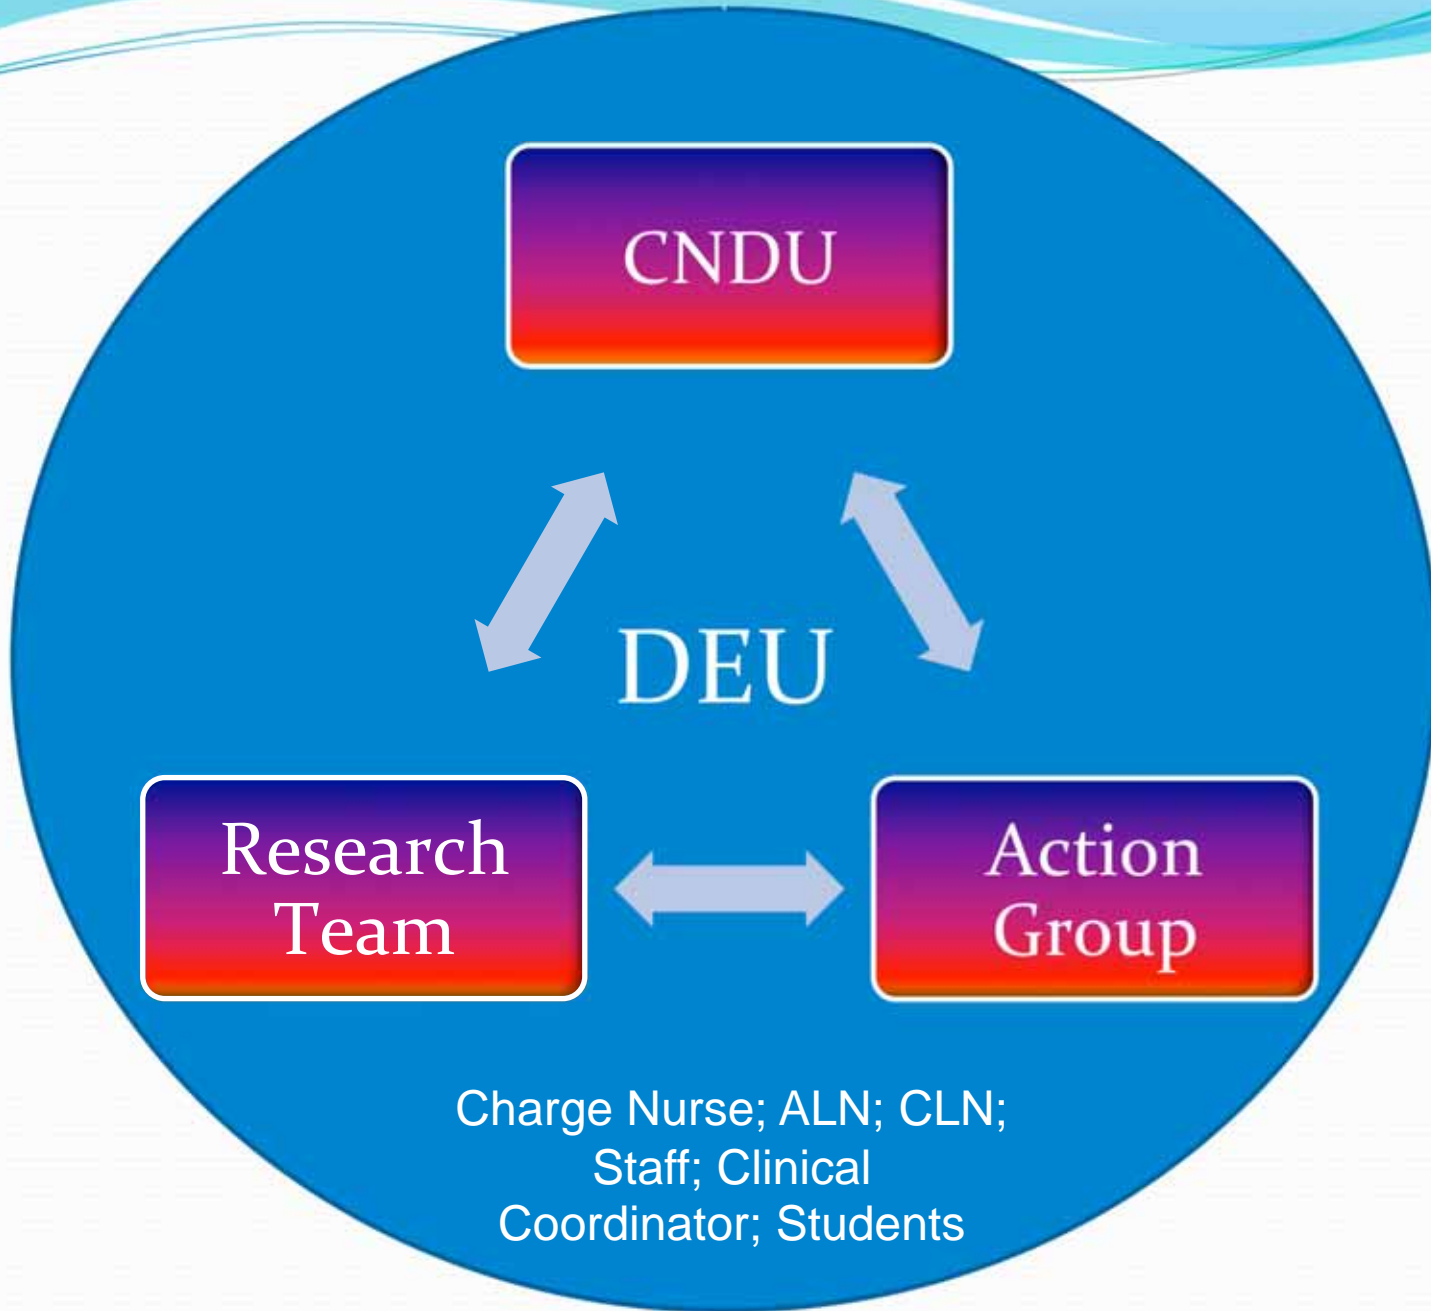 CNDU
DEU
Research
Team
Action
Group
Charge Nurse; ALN; CLN;
Staff; Clinical
Coordinator; Students